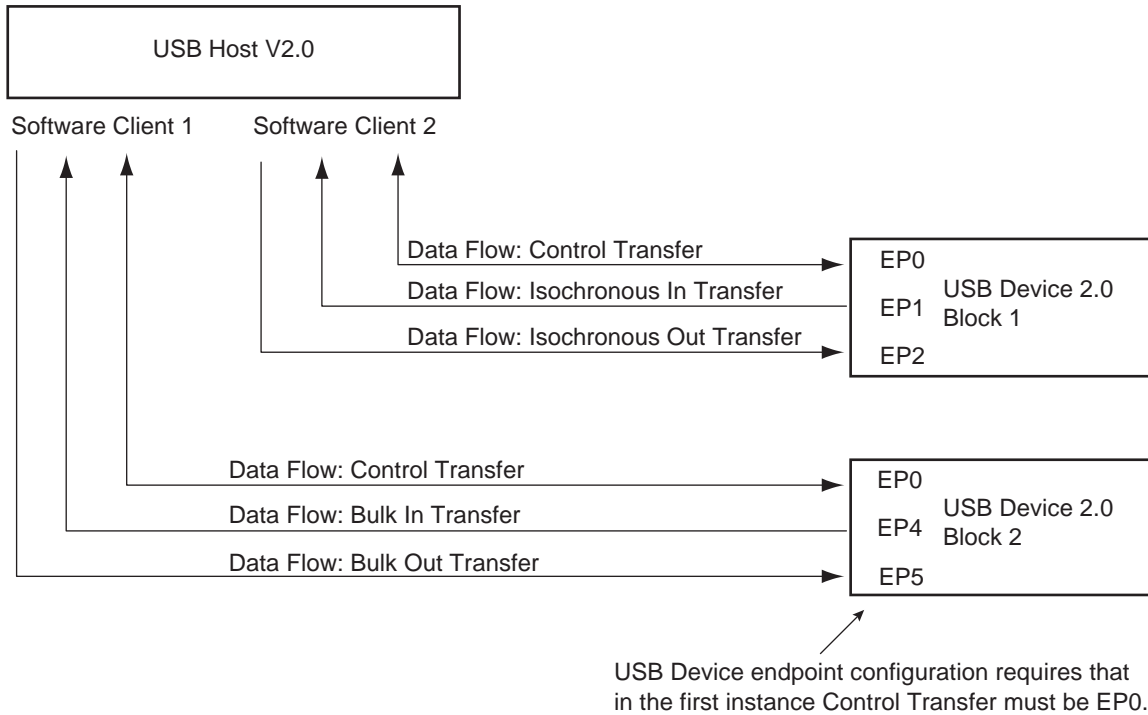 USB Host V2.0
Software Client 1
Software Client 2
Data Flow: Control Transfer
Data Flow: Isochronous In Transfer
Data Flow: Isochronous Out Transfer
EP0
EP1
EP2
USB Device 2.0
Block 1
Data Flow: Control Transfer
Data Flow: Bulk In Transfer
Data Flow: Bulk Out Transfer
EP0
EP4
EP5
USB Device 2.0
Block 2
USB Device endpoint configuration requires that
in the first instance Control Transfer must be EP0.